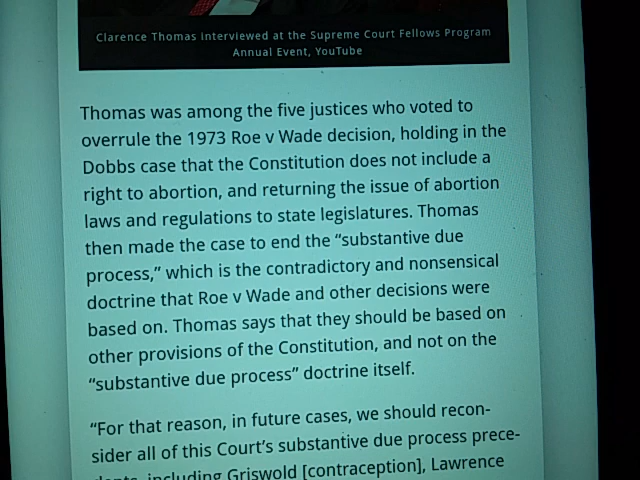 Clarence Thomas Interviewed at the Supreme Court Fellows Program
Annual Event, YouTube
Thomas was among the five justices who voted to
overrule the 1973 Roe v Wade decision, holding in the
Dobbs case that the Constitution does not include a
right to abortion, and returning the issue of abortion
laws and regulations to state legislatures. Thomas
then made the case to end the “substantive due
process,” which is the contradictory and nonsensical
doctrine that Roe v Wade and other decisions were
based on. Thomas says that they should be based on
other provisions of the Constitution, and not on the
“substantive due process” doctrine itself.
“For that reason, in future cases, we should recon-
sider all of this Court’s substantive due process prece-
dents, including Griswold [contraception], Lawrence